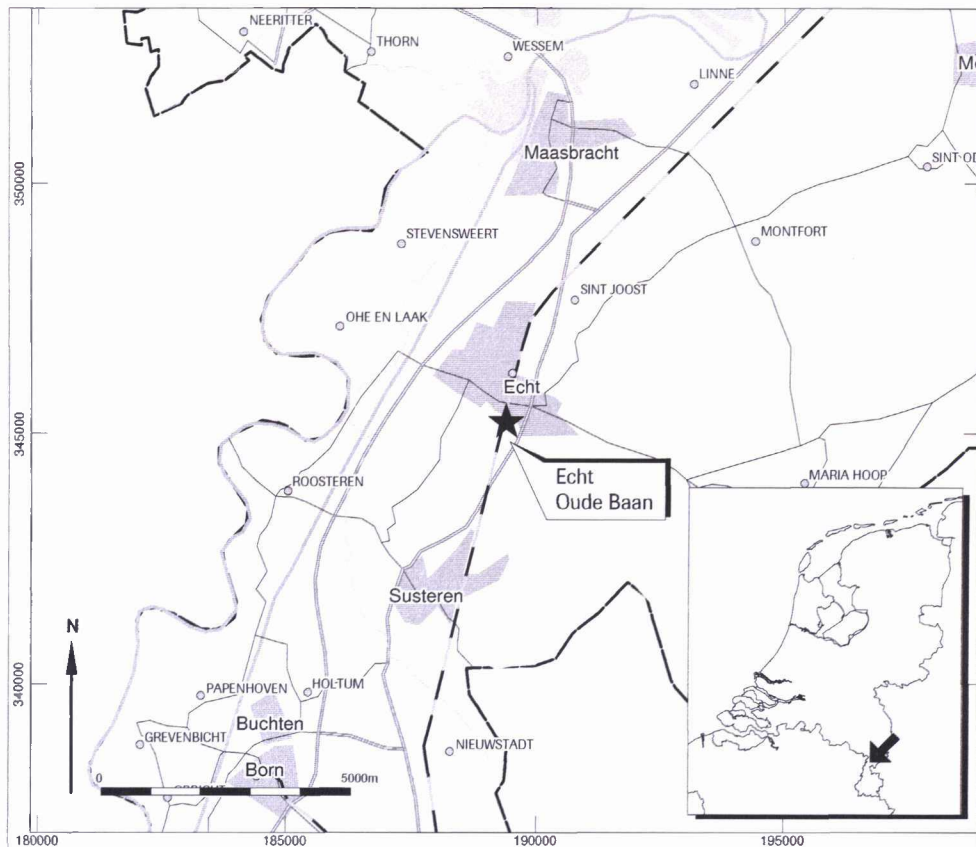 NEERITTER
THORN
WESSEM
LINNE
Maasbracht
SINT
350000
STEVENSWEERT
MONTFORT
SINT JOOST
OHE EN LAAK
Echt
345000
Echt
Oude Baan
ROOSTEREN
MARIA HOOP
Susteren
N
340000
PAPENHOVEN
HOLTUM
Buchten
GREVENBICHT
NIEUWSTADT
Born
0
5000m
180000
185000
190000
195000